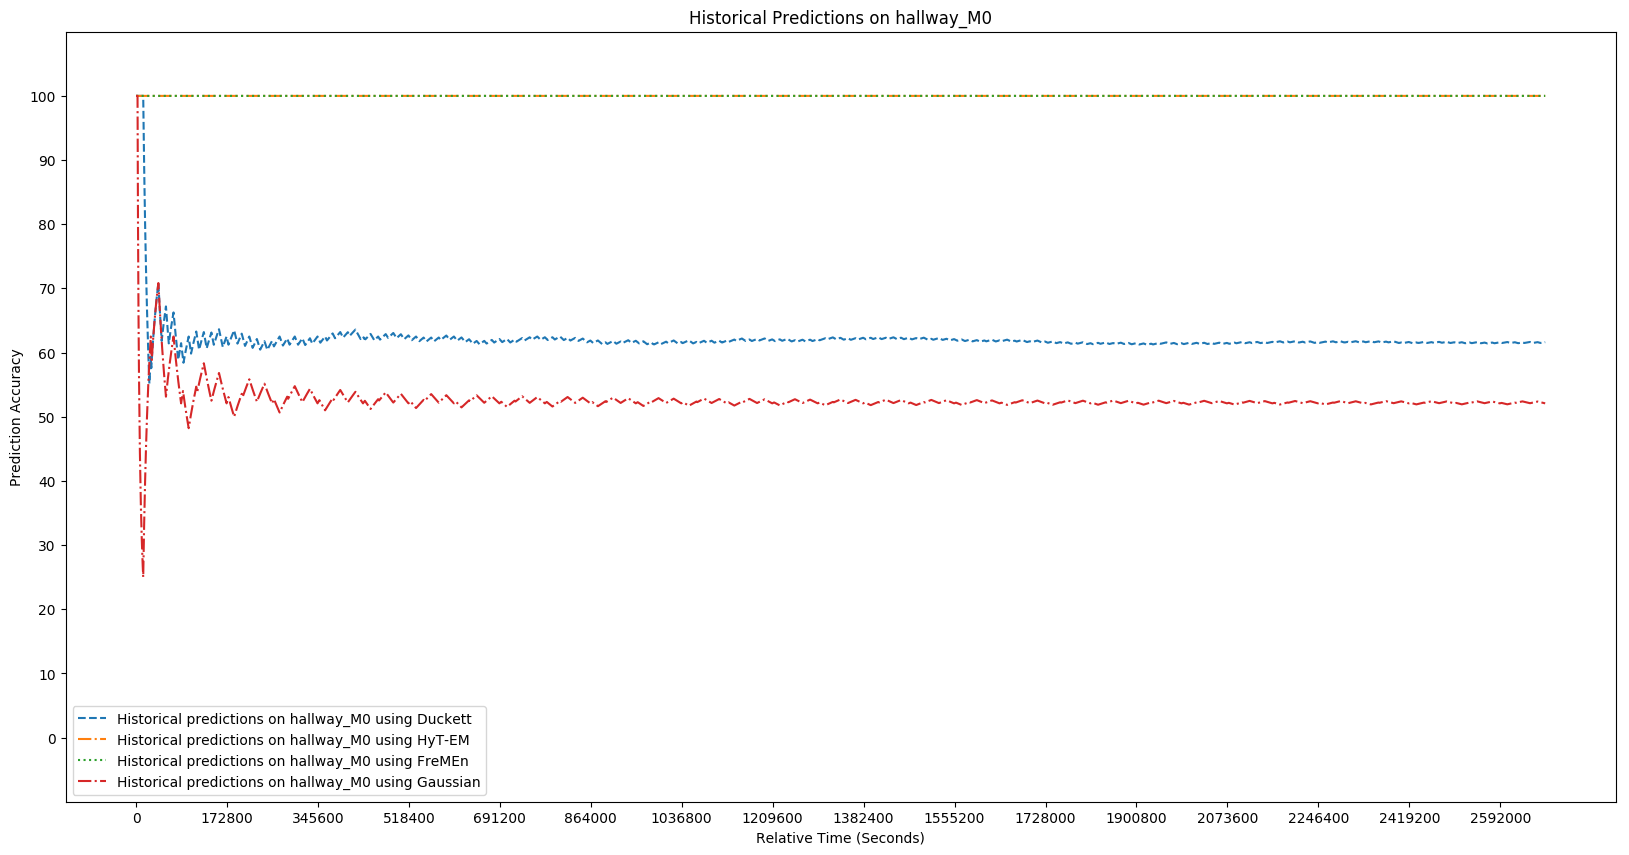 Historical Predictions on hallway_M0
Prediction Accuracy
100
90
80
70
60
50
40
30
20
10
0
Historical predictions on hallway_M0 using Duckett
Historical predictions on hallway_M0 using HyT-EM
Historical predictions on hallway_M0 using FreMEn
Historical predictions on hallway_M0 using Gaussian
0 172800 345600 518400 691200 864000 1036800 1209600 1382400 1555200 1728000 1900800 2073600 2246400 2419200 2592000
Relative Time (Seconds)